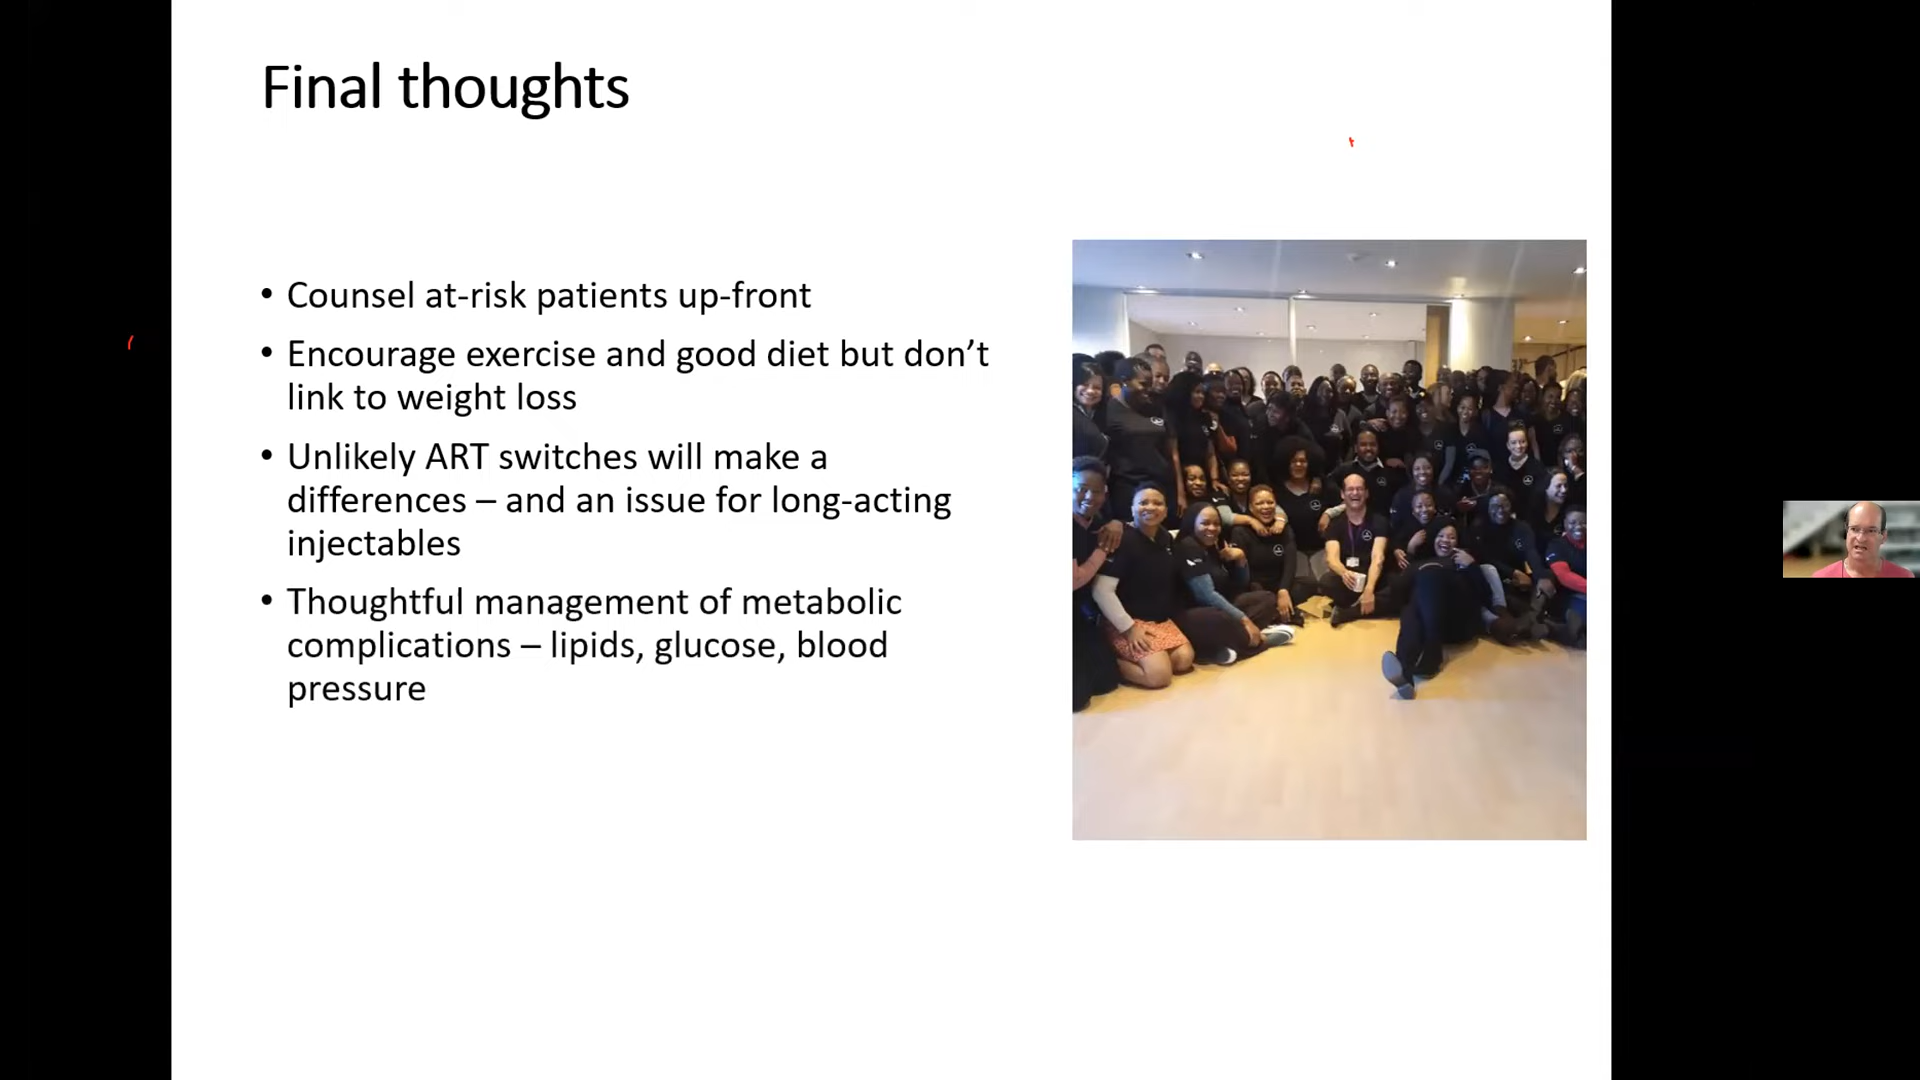 Final thoughts
• Counsel at-risk patients up-front
• Encourage exercise and good diet but don’t
link to weight loss
• Unlikely ART switches will make a
differences – and an issue for long-acting
injectables
• Thoughtful management of metabolic
complications – lipids, glucose, blood
pressure